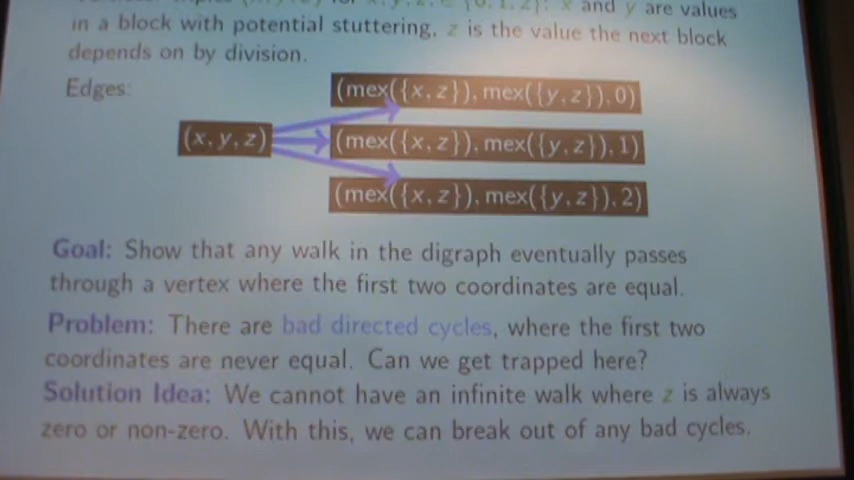 x and y are values
in a block with potential stuttering, z is the value the next block
depends on by division.
Edges:
(mex({x, z}), mex({y, z}), 0)
(x, y, z)
(mex({x, z}), mex({y, z}), 1)
(mex({x, z}), mex({y, z}), 2)
Goal: Show that any walk in the digraph eventually passes
through a vertex where the first two coordinates are equal.
Problem: There are bad directed cycles, where the first two
coordinates are never equal. Can we get trapped here?
Solution Idea: We cannot have an infinite walk where z is always
zero or non-zero. With this, we can break out of any bad cycles.